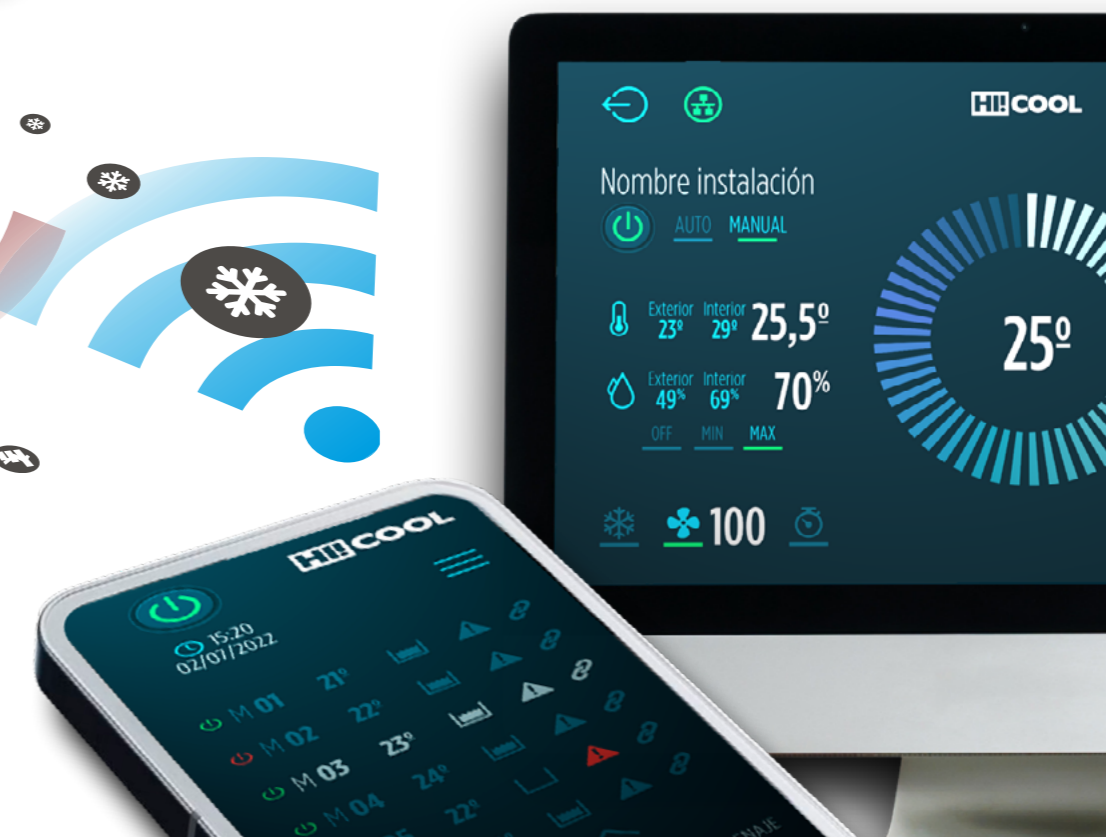 HI!COOL
Nombre instalación
AUTO MANUAL
Exterior Interior
23º 29º 25,5º
Exterior Interior
49% 69% 70%
OFF MIN MAX
25º
100
HI!COOL
15:20
02/07/2022
M 01 21º
M 02 22º
M 03 23º
M 04 24º
22º